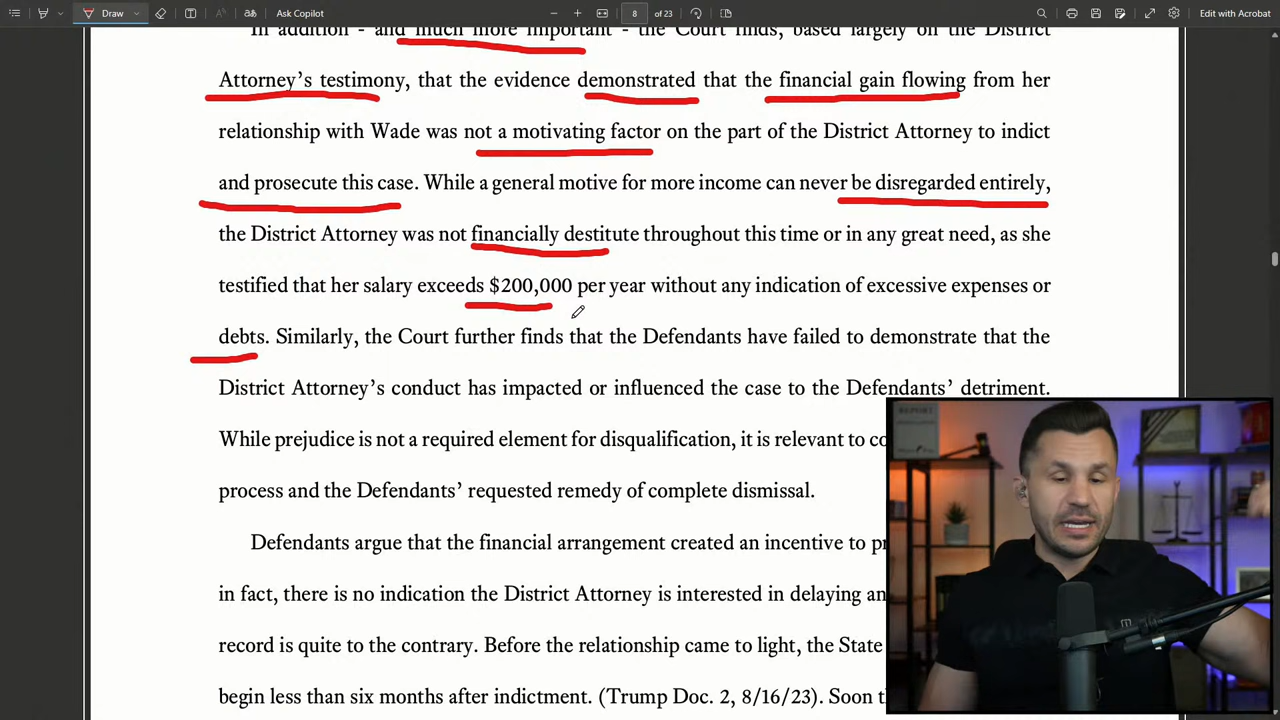 Draw
Ask Copilot
8
of 23
Edit with Acrobat
In addition - and much more important - the Court finds, based largely on the District
Attorney's testimony, that the evidence demonstrated that the financial gain flowing from her
relationship with Wade was not a motivating factor on the part of the District Attorney to indict
and prosecute this case. While a general motive for more income can never be disregarded entirely,
the District Attorney was not financially destitute throughout this time or in any great need, as she
testified that her salary exceeds $200,000 per year without any indication of excessive expenses or
debts. Similarly, the Court further finds that the Defendants have failed to demonstrate that the
District Attorney's conduct has impacted or influenced the case to the Defendants' detriment.
While prejudice is not a required element for disqualification, it is relevant to co
process and the Defendants' requested remedy of complete dismissal.
Defendants argue that the financial arrangement created an incentive to pr
in fact, there is no indication the District Attorney is interested in delaying an
record is quite to the contrary. Before the relationship came to light, the State
begin less than six months after indictment. (Trump Doc. 2, 8/16/23). Soon th
REPORT